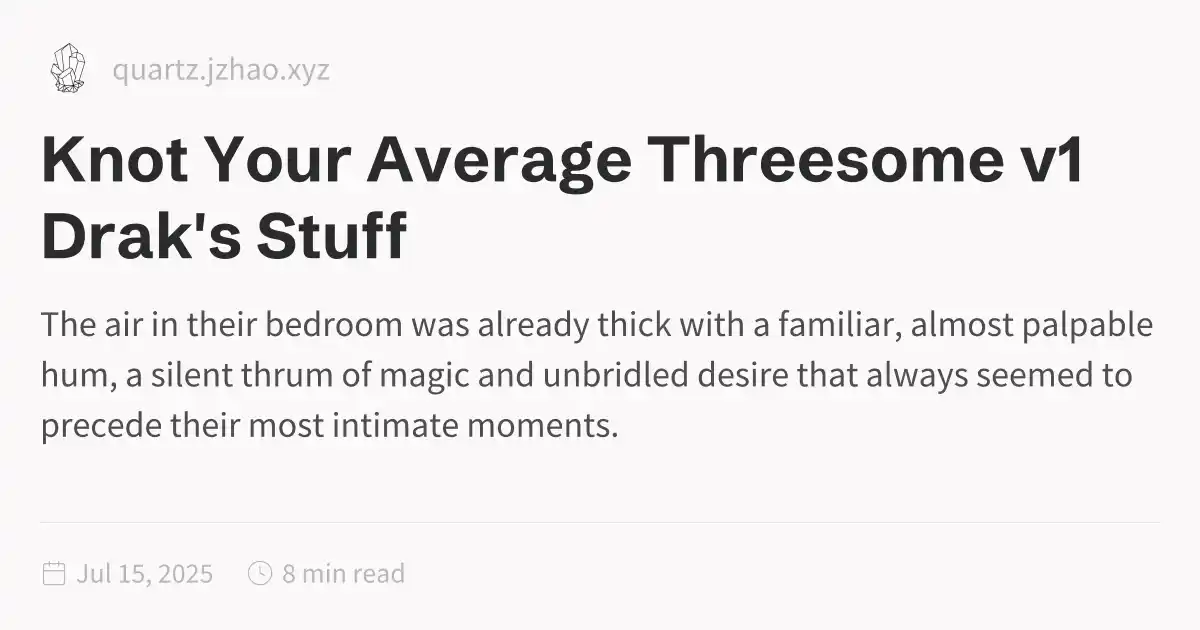 quartz.jzhao.xyz
Knot Your Average Threesome v1
Drak's Stuff
The air in their bedroom was already thick with a familiar, almost palpable
hum, a silent thrum of magic and unbridled desire that always seemed to
precede their most intimate moments.
Jul 15, 2025 8 min read